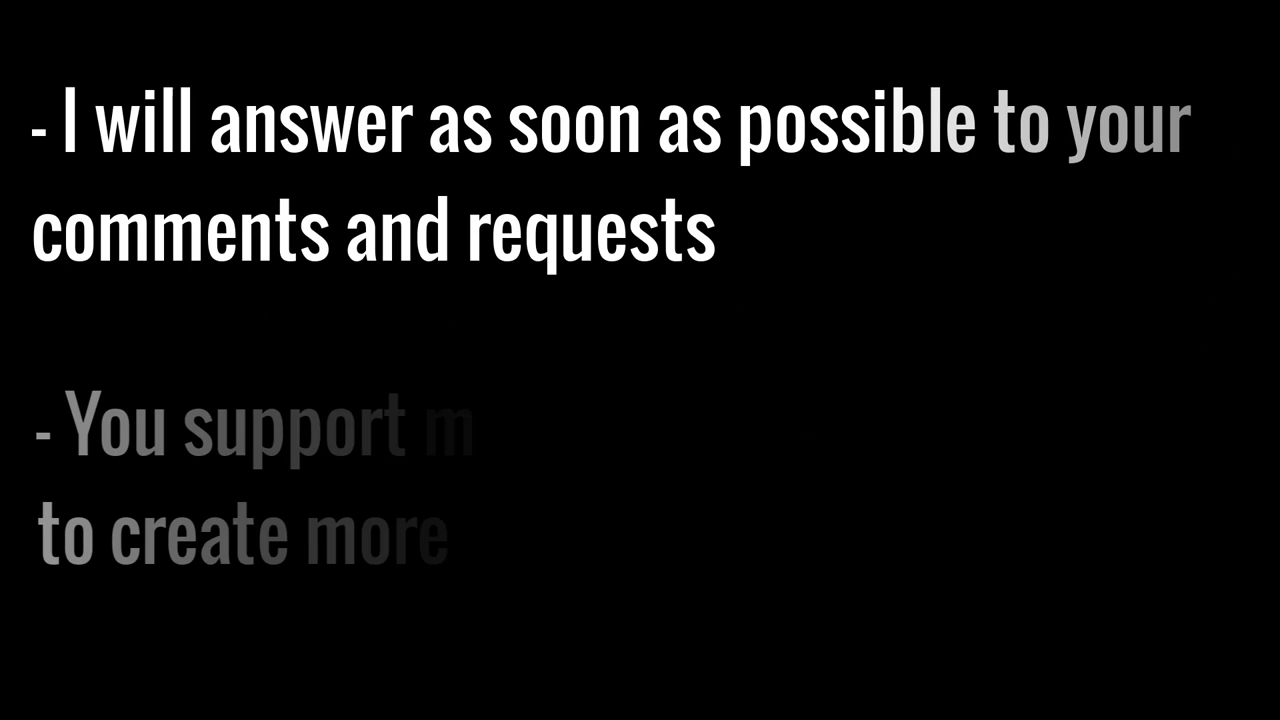 - I will answer as soon as possible to your
comments and requests
- You support m
to create more